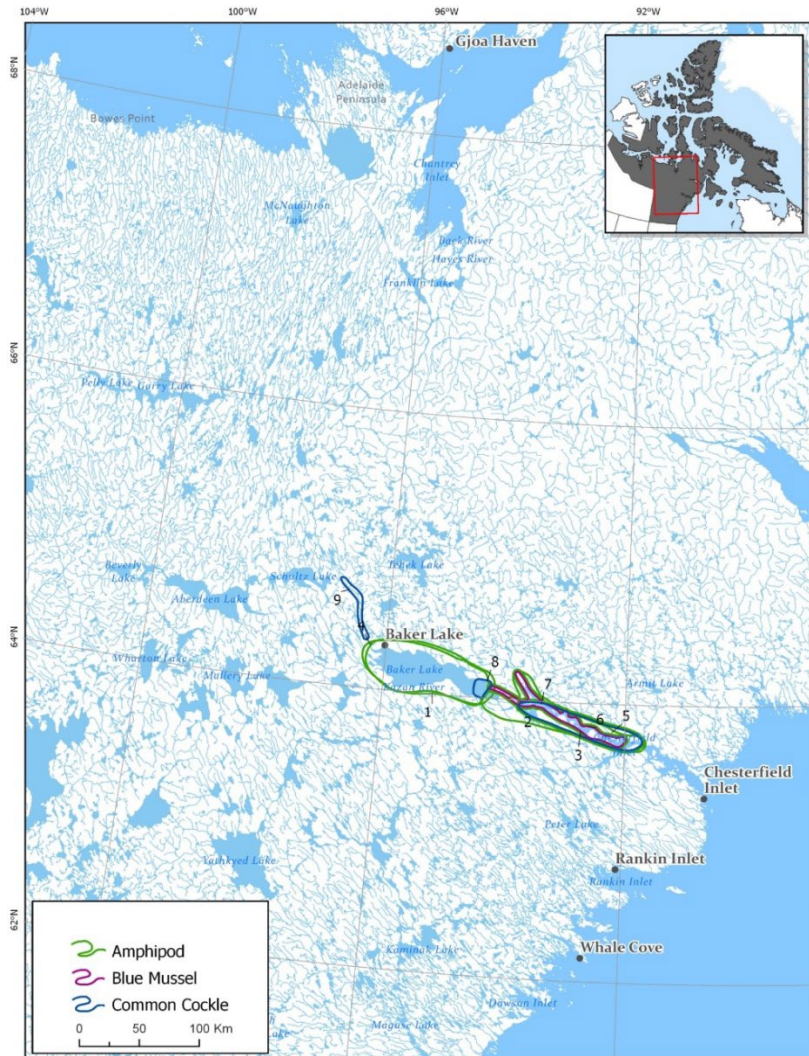 104°W
100°W
96°W
92°W
68°N
66°N
64°N
62°N
Gjoa Haven
Adelaide
Peninsula
Bower Point
Chantrey
Inlet
McNaughton
Lake
Back River
Hayes River
Franklin Lake
Pelly Lake
Garry Lake
Beverly
Lake
Schultz Lake
Tehek Lake
Aberdeen Lake
9
4
Baker Lake
Wharton Lake
Mallery Lake
Baker Lake
8
Kazan River
7
Armit Lake
1
2
6
5
3
Chesterfield
Inlet
Peter Lake
Yathkyed Lake
Rankin Inlet
Rankin Inlet
Kaminak Lake
Whale Cove
Dawson Inlet
Maguse Lake
Lake
Amphipod
Blue Mussel
Common Cockle
0 50 100 Km